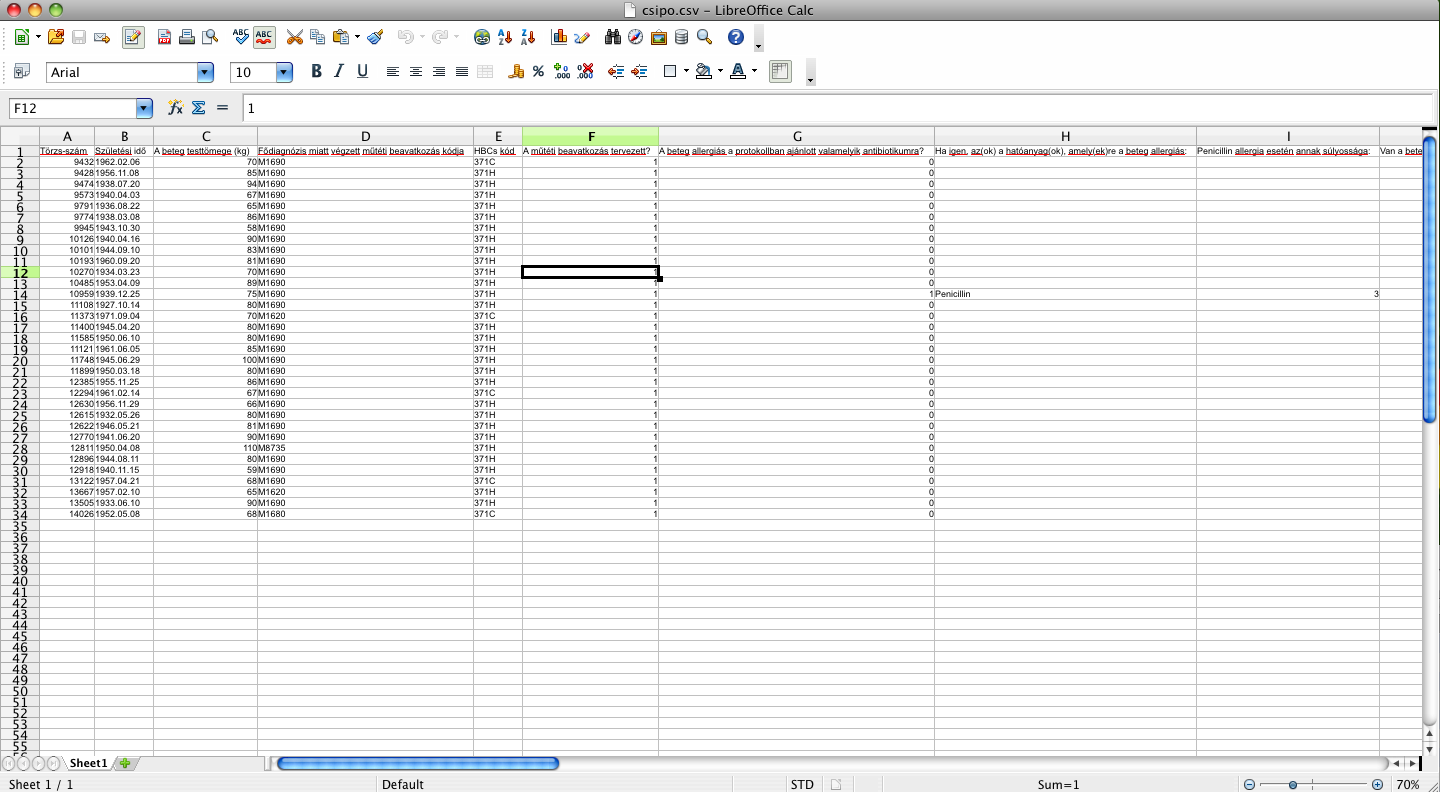 csipo.csv – LibreOffice Calc
Arial 10
F12 1
A B C D E F G H I
1 Törzs-szám Születési idő A beteg testtömege (kg) Fődiagnózis miatt végzett műtéti beavatkozás kódja HBCs kód A műtéti beavatkozás tervezett? A beteg allergiás a protokollban ajánlott valamelyik antibiotikumra? Ha igen, az(ok) a hatóanyag(ok), amely(ek)re a beteg allergiás: Penicillin allergia esetén annak súlyossága: Van a bete
2 9432 1962.02.06 70 M1690 371C 1 0
3 9428 1956.11.08 85 M1690 371H 1 0
4 9474 1938.07.20 94 M1690 371H 1 0
5 9573 1940.04.03 67 M1690 371H 1 0
6 9791 1936.08.22 65 M1690 371H 1 0
7 9774 1938.03.08 86 M1690 371H 1 0
8 9945 1943.10.30 58 M1690 371H 1 0
9 10126 1940.04.16 90 M1690 371H 1 0
10 10101 1944.09.10 83 M1690 371H 1 0
11 10193 1960.09.20 81 M1690 371H 1 0
12 10270 1934.03.23 70 M1690 371H 1 0
13 10485 1953.04.09 89 M1690 371H 1 0
14 10959 1939.12.25 75 M1690 371H 1 1 Penicillin 3
15 11108 1927.10.14 80 M1690 371H 1 0
16 11373 1971.09.04 70 M1620 371C 1 0
17 11400 1945.04.20 80 M1690 371H 1 0
18 11585 1950.06.10 80 M1690 371H 1 0
19 11121 1961.06.05 85 M1690 371H 1 0
20 11748 1945.06.29 100 M1690 371H 1 0
21 11899 1950.03.18 80 M1690 371H 1 0
22 12385 1955.11.25 86 M1690 371H 1 0
23 12294 1961.02.14 67 M1690 371C 1 0
24 12630 1956.11.29 66 M1690 371H 1 0
25 12615 1932.05.26 80 M1690 371H 1 0
26 12622 1946.05.21 81 M1690 371H 1 0
27 12770 1941.06.20 90 M1690 371H 1 0
28 12811 1950.04.08 110 M8735 371H 1 0
29 12896 1944.08.11 80 M1690 371H 1 0
30 12918 1940.11.15 59 M1690 371H 1 0
31 13122 1957.04.21 68 M1690 371C 1 0
32 13667 1957.02.10 65 M1620 371H 1 0
33 13505 1933.06.10 90 M1690 371H 1 0
34 14026 1952.05.08 68 M1680 371C 1 0
35
36
37
38
39
40
41
42
43
44
45
46
47
48
49
50
51
52
53
54
55
Sheet1
Sheet 1 / 1 Default STD Sum=1 70%